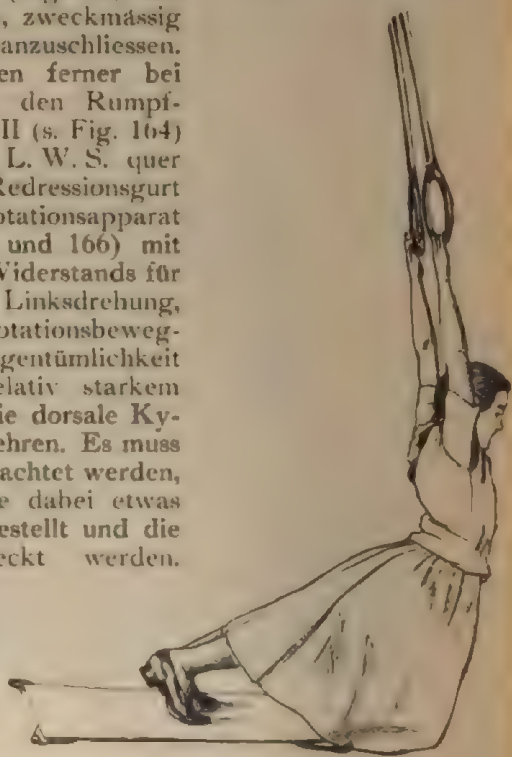 , zweckmässig
anzuschliessen.
en ferner bei
den Rumpf-
II (s. Fig. 164)
L. W. S. quer
Redressionsgurt
otationsapparat
und 166) mit
Viderstands für
Linksdrehung,
otationsbeweg-
gentümlichkeit
elativ starkem
ie dorsale Ky-
ehren. Es muss
achtet werden,
e dabei etwas
estellt und die
eckt werden.